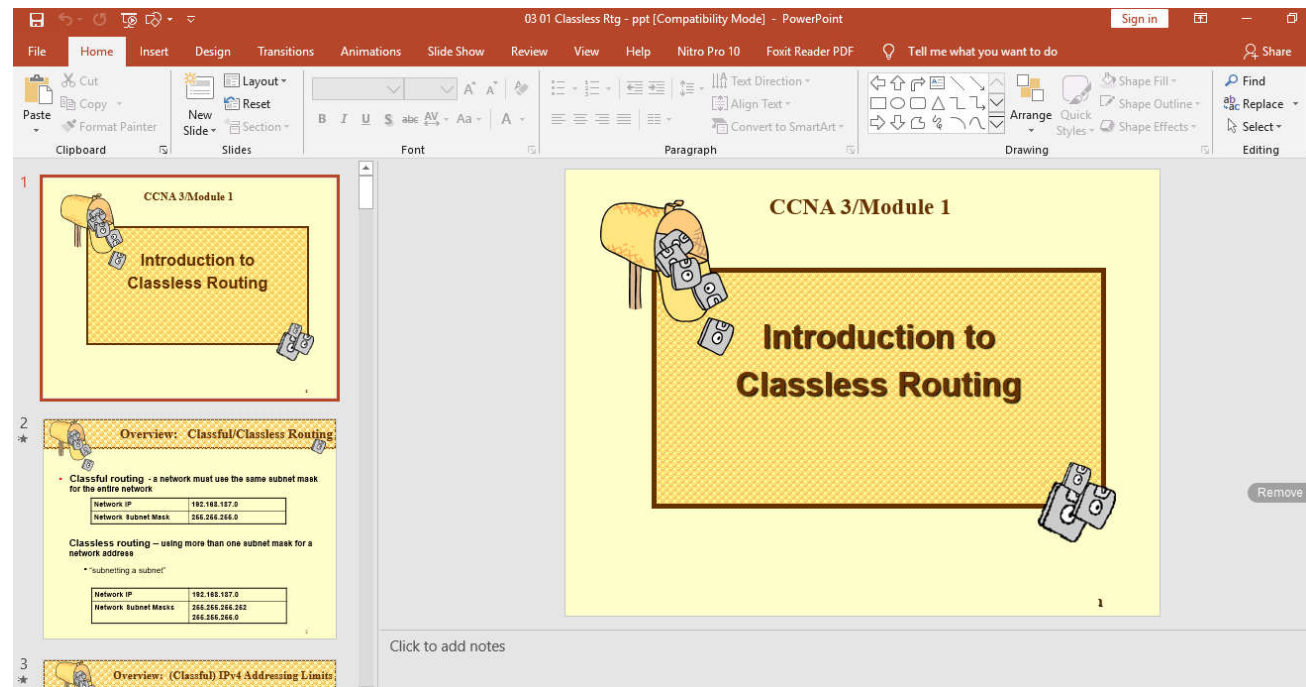 03 01 Classless Rtg - ppt [Compatibility Mode] - PowerPoint
Sign in
File Home Insert Design Transitions Animations Slide Show Review View Help Nitro Pro 10 Foxit Reader PDF Tell me what you want to do Share
Paste
Cut
Copy
Format Painter
Clipboard
New
Slide
Layout
Reset
Section
Slides
B I U S abc AV Aa A
Font
Text Direction
Align Text
Convert to SmartArt
Paragraph
Arrange
Quick
Styles
Shape Fill
Shape Outline
Shape Effects
Drawing
Find
Replace
Select
Editing
1
CCNA 3/Module 1
Introduction to
Classless Routing
2
Overview: Classful/Classless Routing
Classful routing - a network must use the same subnet mask
for the entire network
Network IP 192.168.187.0
Network Subnet Mask 255.255.255.0
Classless routing – using more than one subnet mask for a
network address
"subnetting a subnet"
Network IP 192.168.187.0
Network Subnet Masks 255.255.255.252
255.255.255.0
3
Overview: (Classful) IPv4 Addressing Limits
CCNA 3/Module 1
Introduction to
Classless Routing
1
Remove
Click to add notes